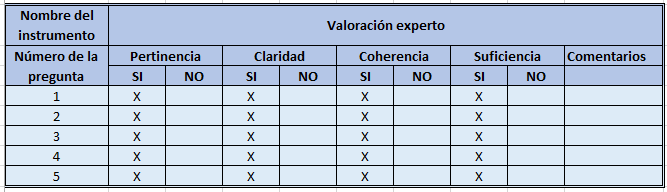 Nombre del instrumento Valoración experto
Número de la pregunta Pertinencia Claridad Coherencia Suficiencia Comentarios
SI NO SI NO SI NO SI NO
1 X X X X
2 X X X X
3 X X X X
4 X X X X
5 X X X X